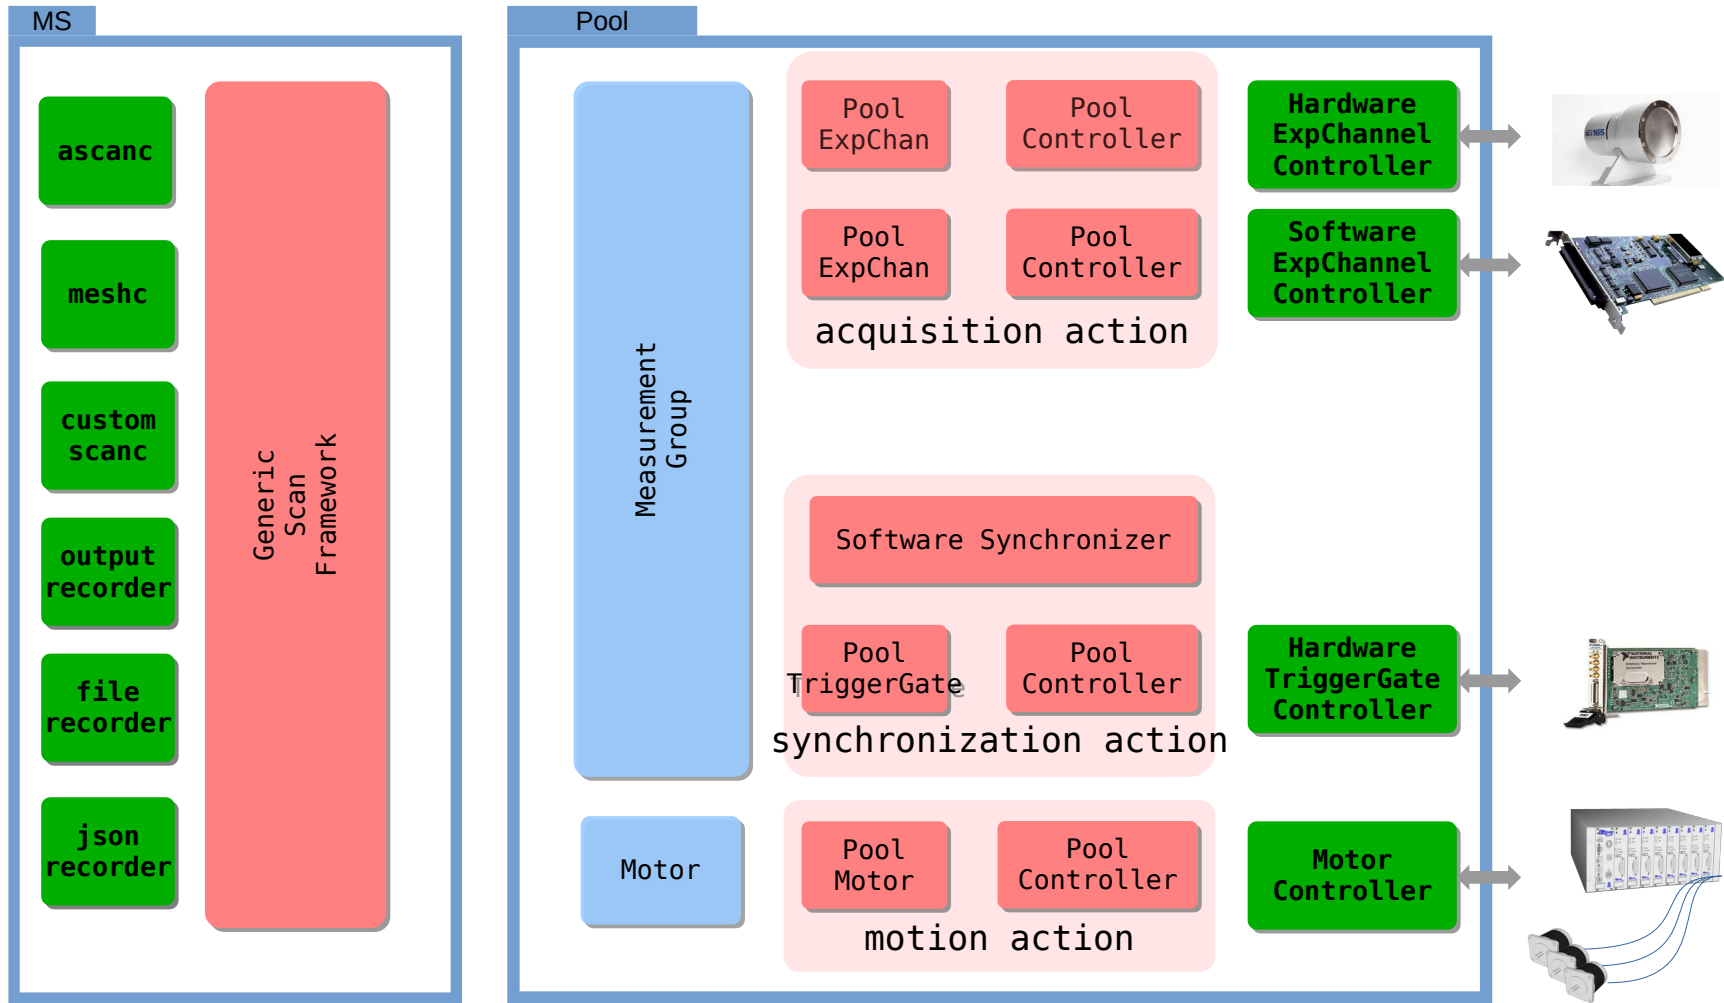 MS
ascanc
meshc
custom
scanc
output
recorder
file
recorder
json
recorder
Generic
Scan
Framework
Pool
Measurement
Group
Motor
Pool
ExpChan
Pool
Controller
Pool
ExpChan
Pool
Controller
acquisition action
Software Synchronizer
Pool
TriggerGate
Pool
Controller
synchronization action
Pool
Motor
Pool
Controller
motion action
Hardware
ExpChannel
Controller
Software
ExpChannel
Controller
Hardware
TriggerGate
Controller
Motor
Controller
NATIONAL
INSTRUMENTS